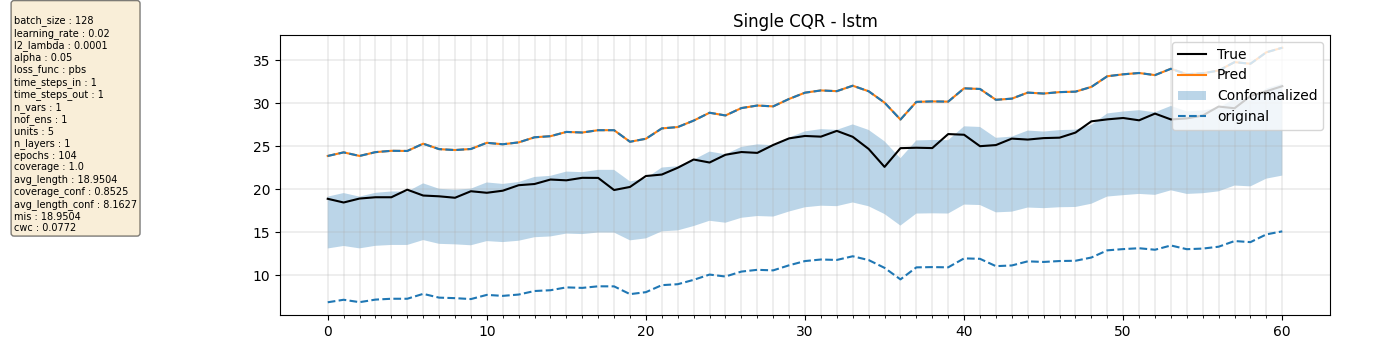 batch_size : 128
learning_rate : 0.02
l2_lambda : 0.0001
alpha : 0.05
loss_func : pbs
time_steps_in : 1
time_steps_out : 1
n_vars : 1
nof_ens : 1
units : 5
n_layers : 1
epochs : 104
coverage : 1.0
avg_length : 18.9504
coverage_conf : 0.8525
avg_length_conf : 8.1627
mis : 18.9504
cwc : 0.0772
Single CQR - lstm
35
30
25
20
15
10
True
Pred
Conformalized
original
0 10 20 30 40 50 60